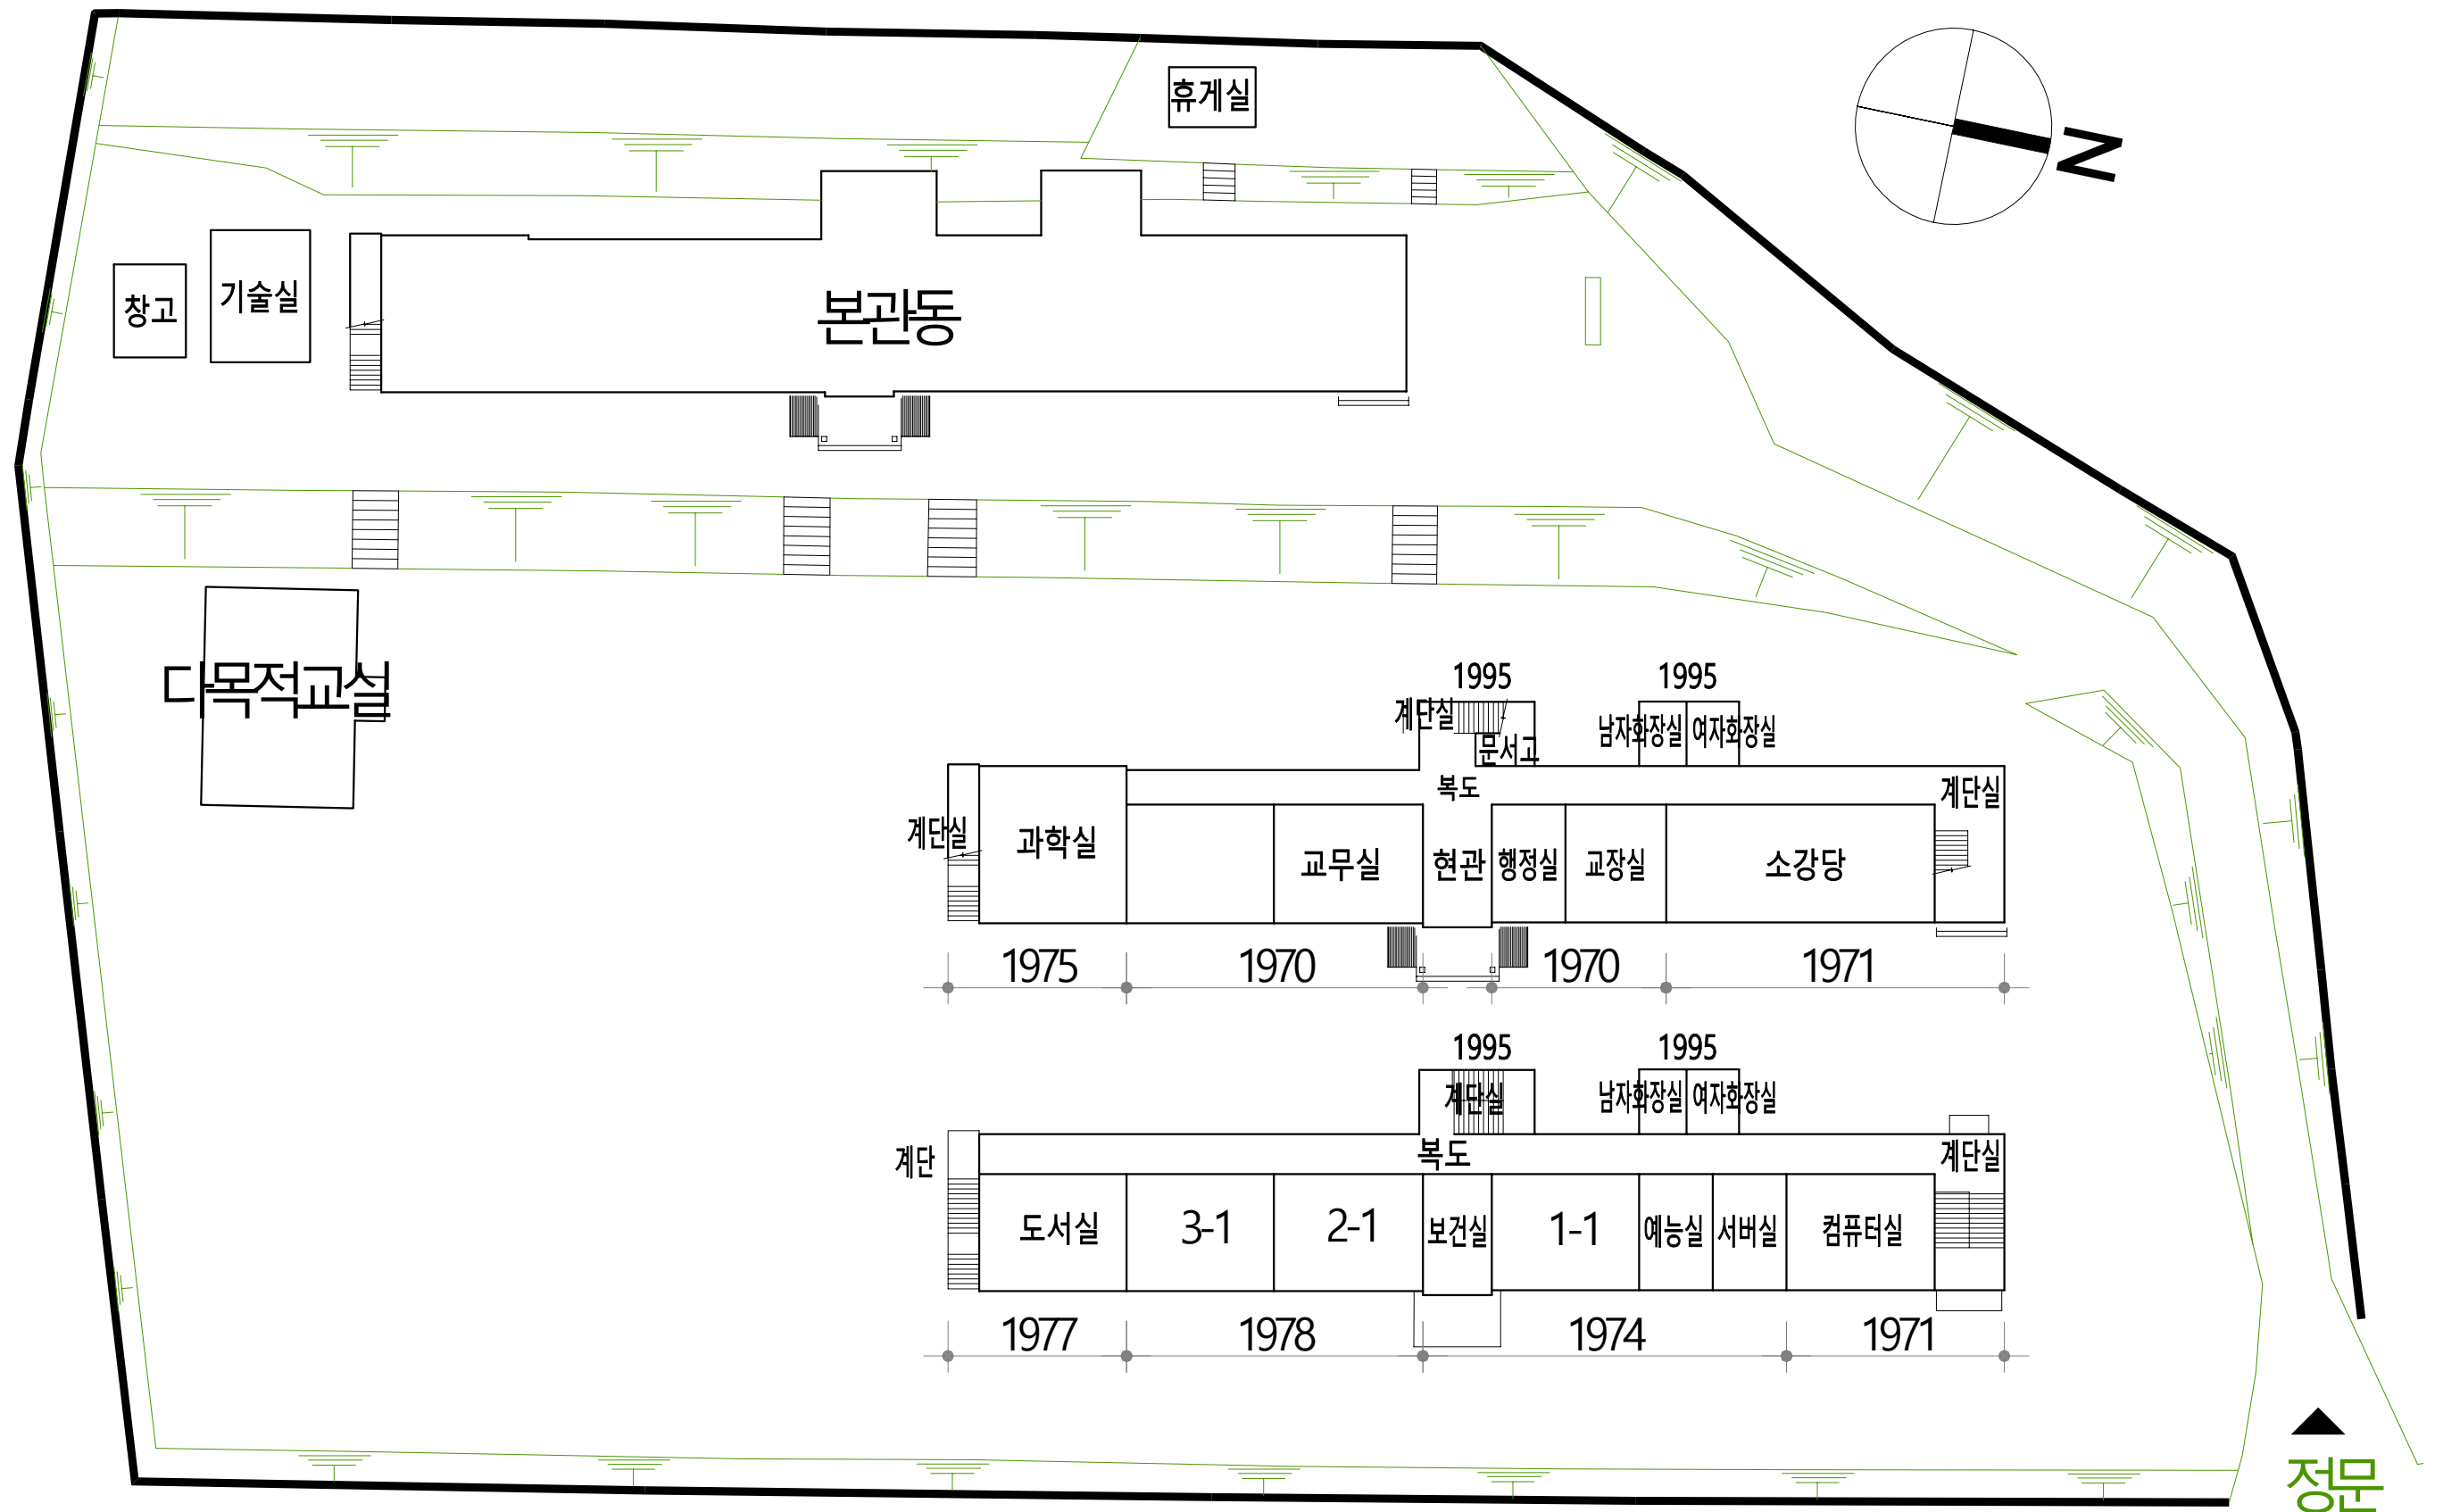 휴게실
N
창고
기술실
본관동
다목적교실
1995
1995
계단실
문서고
남자화장실
여자화장실
복도
계단실
계단실
과학실
교무실
현관
행정실
교장실
소강당
1975
1970
1970
1971
1995
1995
계단실
남자화장실
여자화장실
계단
복도
계단실
도서실
3-1
2-1
보건실
1-1
예능실
서버실
컴퓨터실
1977
1978
1974
1971
정문